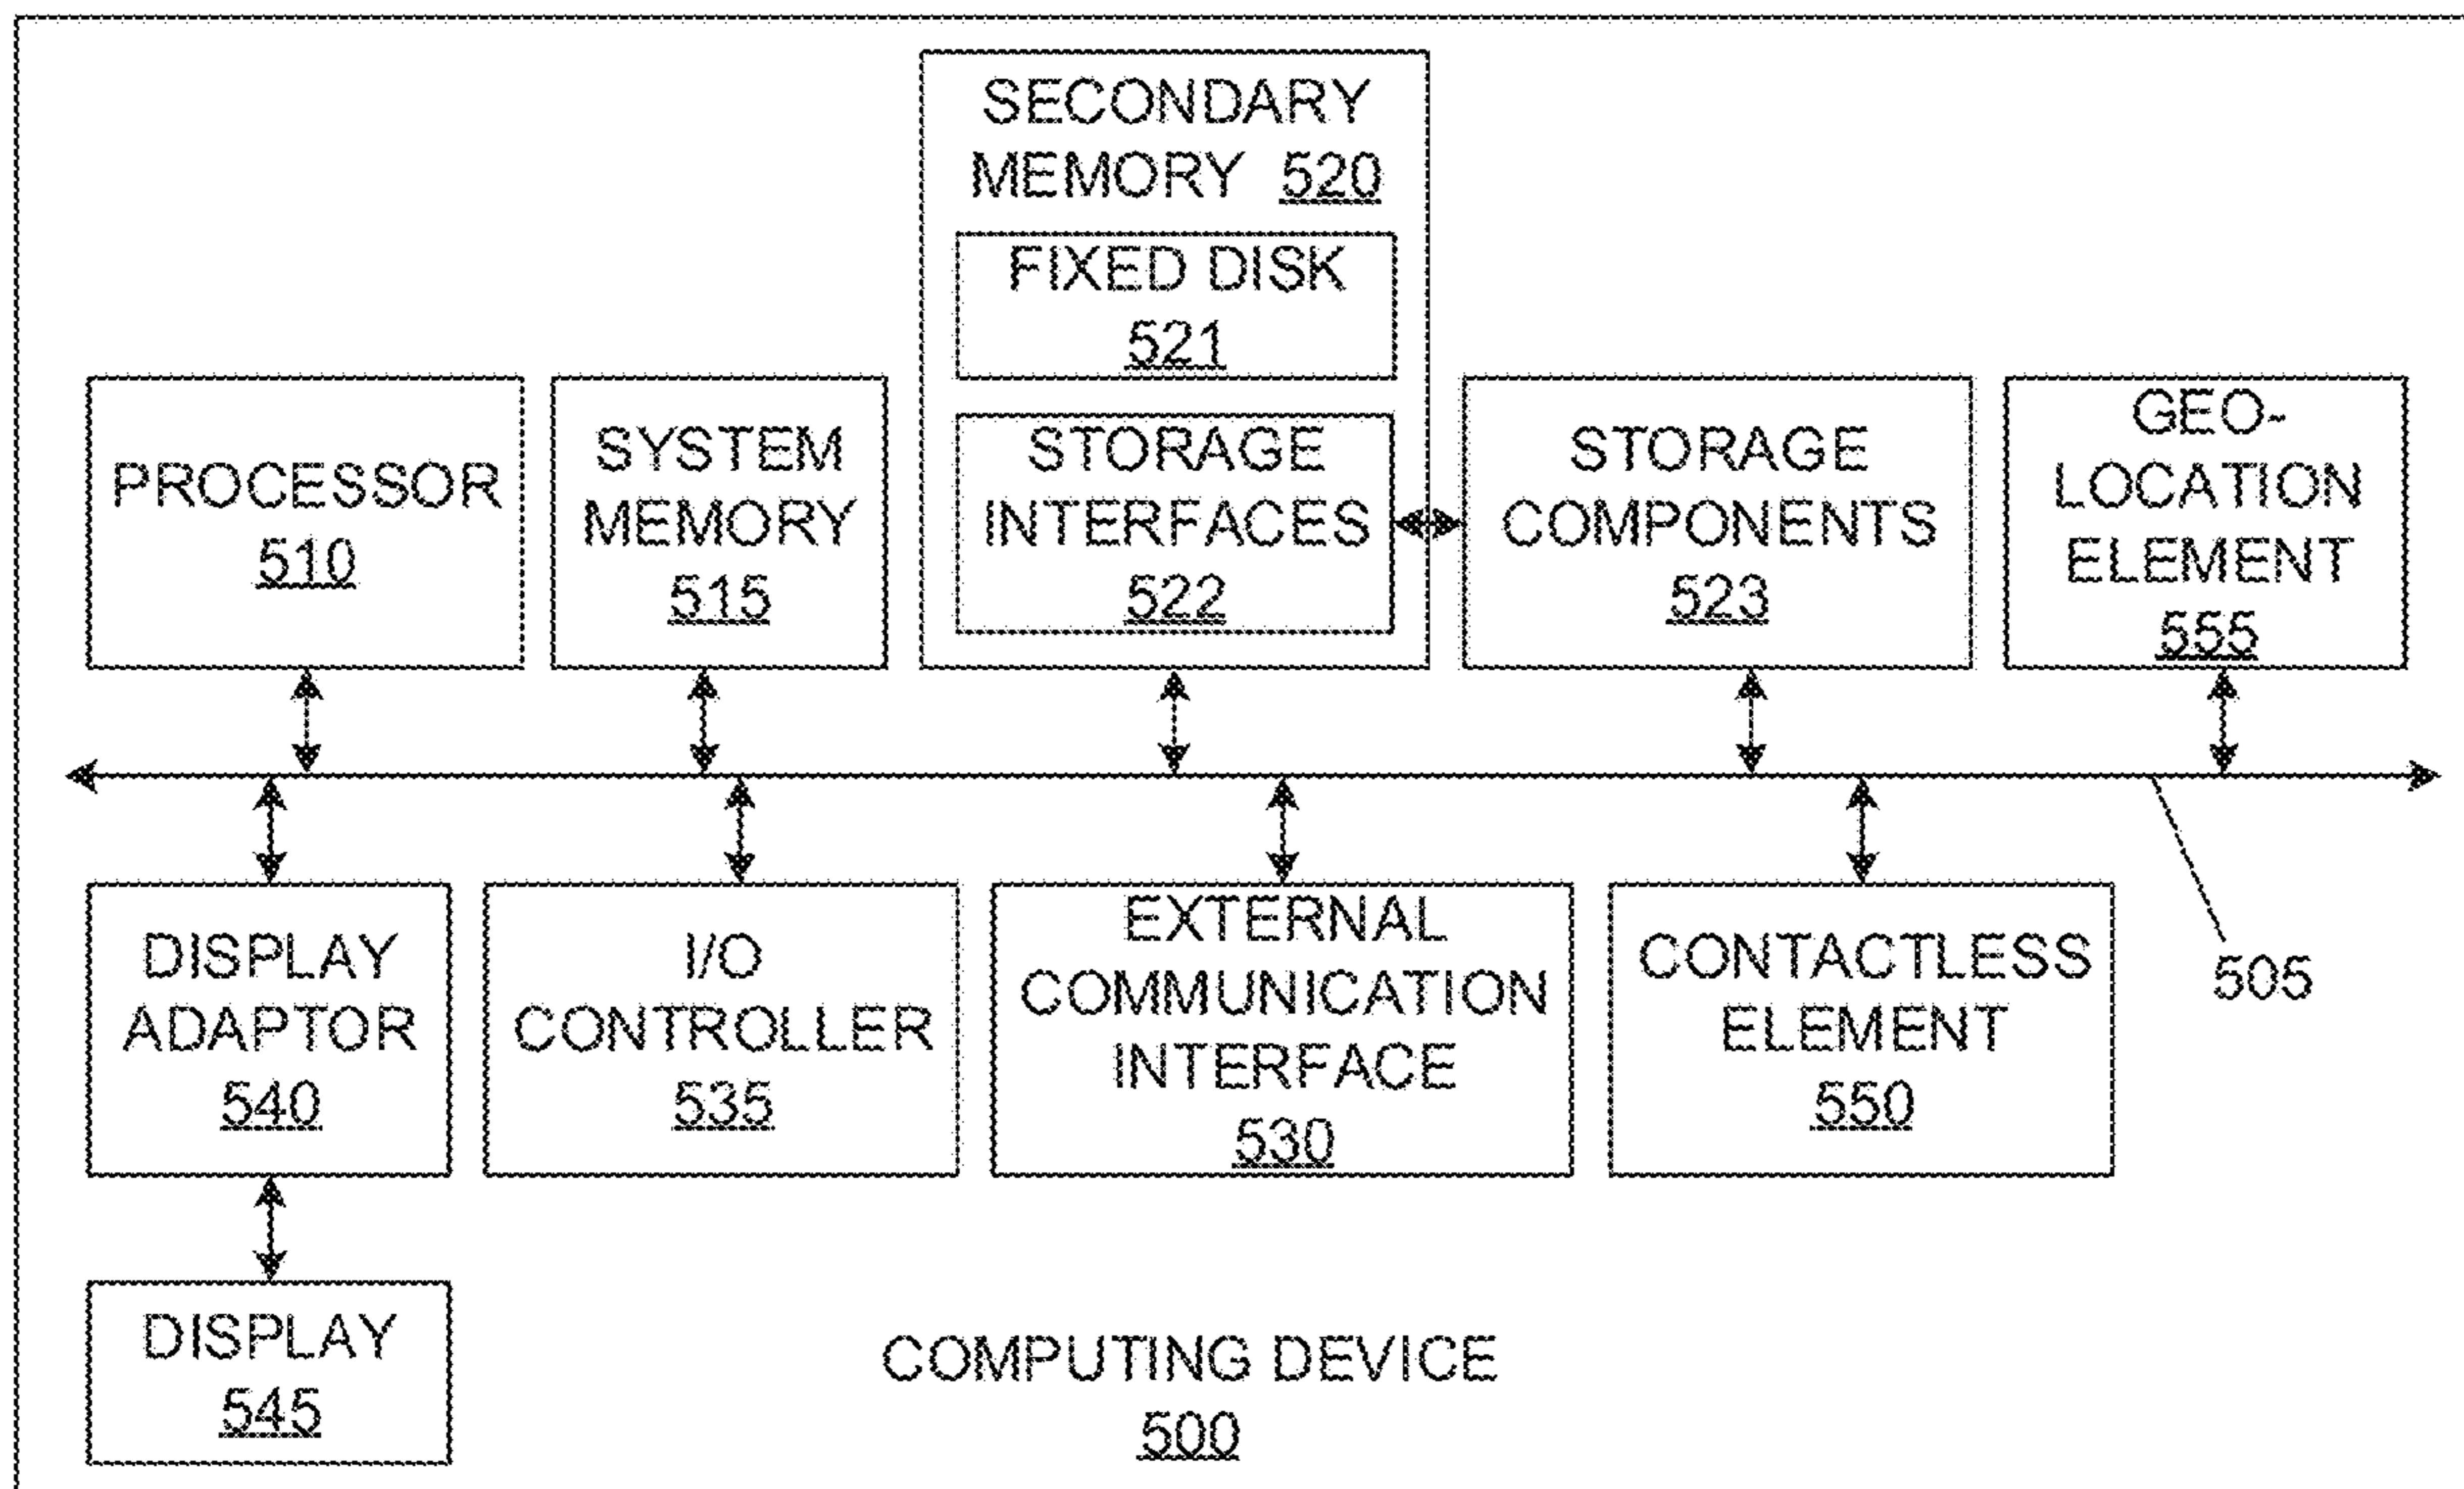 SECONDARY
MEMORY 520
FIXED DISK
521
STORAGE
INTERFACES
522
PROCESSOR
510
SYSTEM
MEMORY
515
STORAGE
COMPONENTS
523
GEO-
LOCATION
ELEMENT
555
DISPLAY
ADAPTOR
540
I/O
CONTROLLER
535
EXTERNAL
COMMUNICATION
INTERFACE
530
CONTACTLESS
ELEMENT
550
505
DISPLAY
545
COMPUTING DEVICE
500